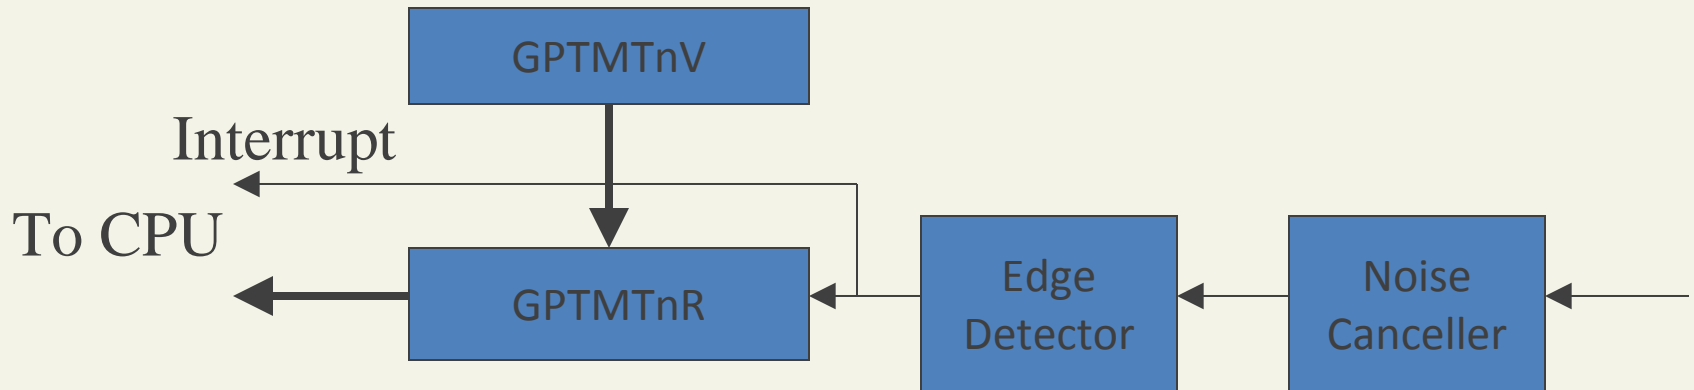 GPTMTnV
Interrupt
To CPU
GPTMTnR
Edge
Detector
Noise
Canceller